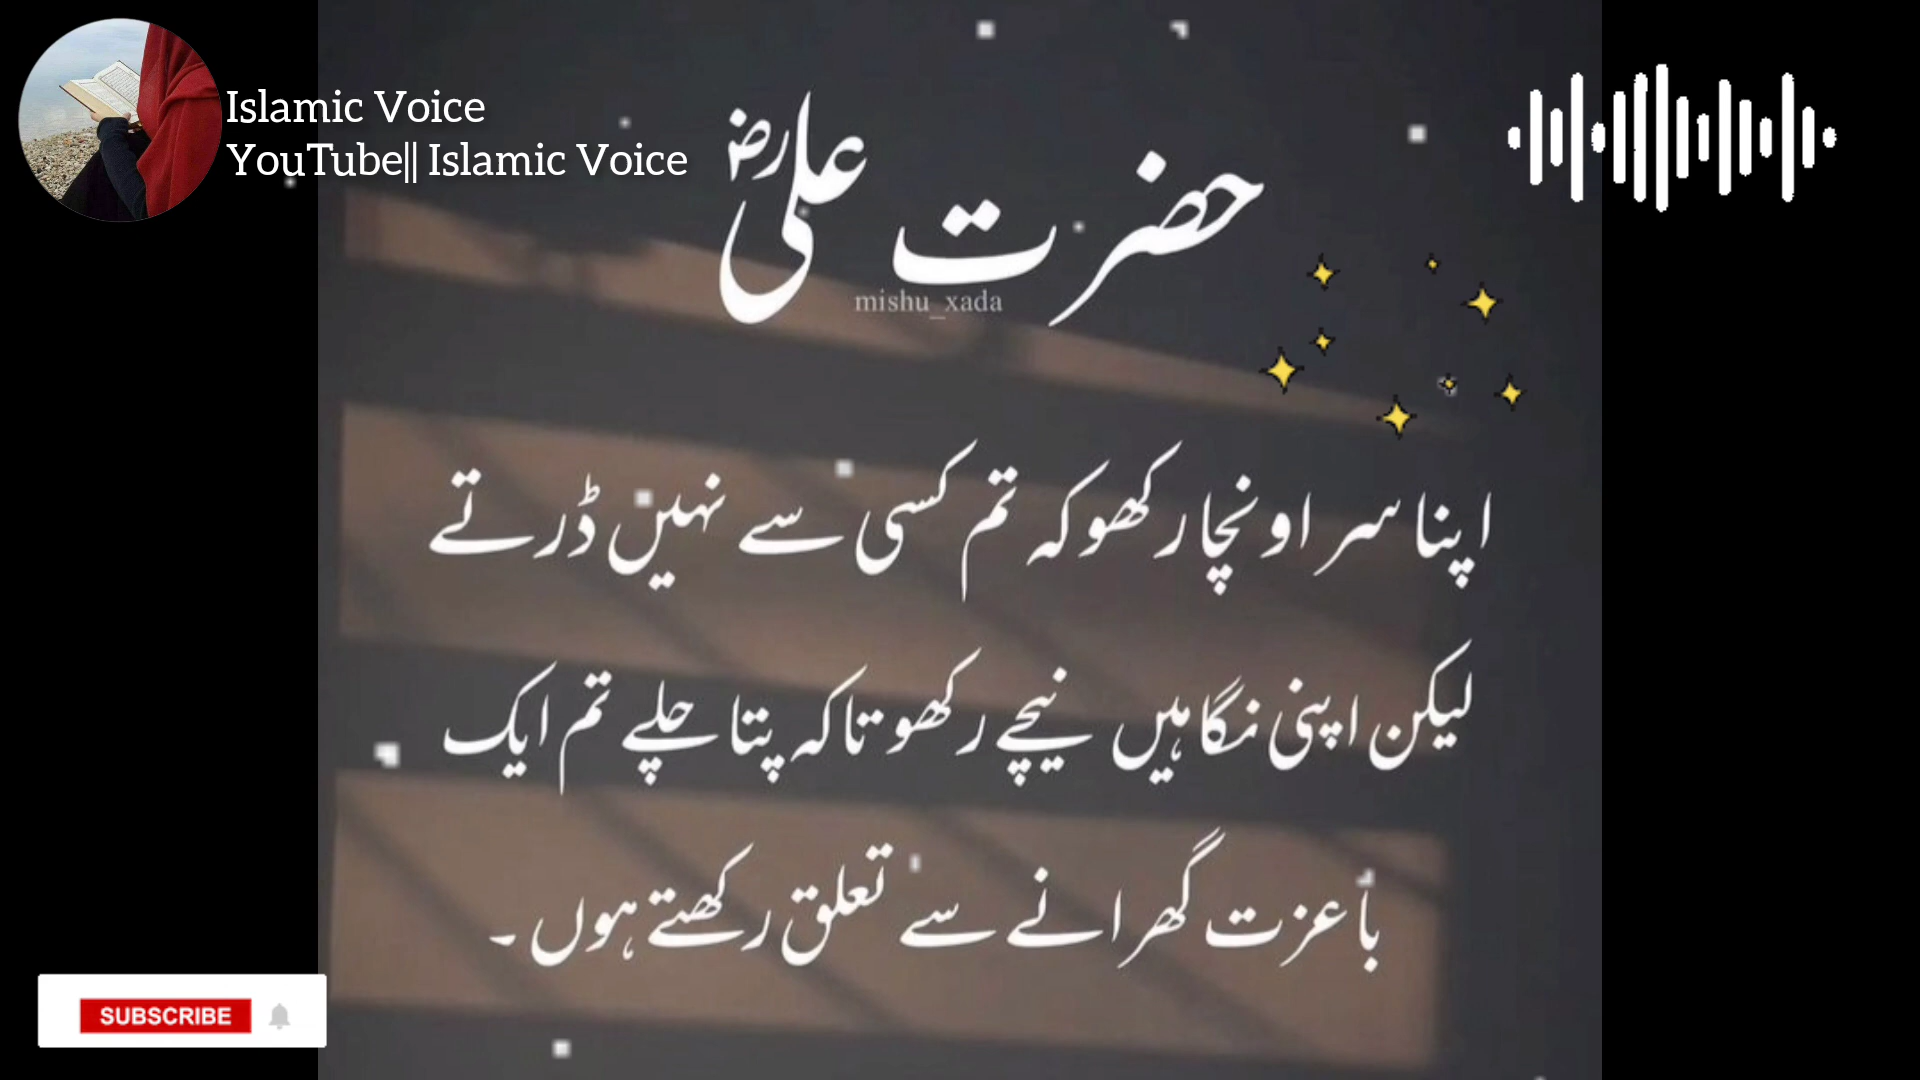 Islamic Voice
YouTube|| Islamic Voice
حضرت علیؓ
mishu_xada
اپنا سر اونچا رکھو کہ تم کسی سے نہیں ڈرتے
لیکن اپنی نگاہیں نیچے رکھو تاکہ پتا چلے تم ایک
باعزت گھرانے سے تعلق رکھتے ہوں۔
SUBSCRIBE